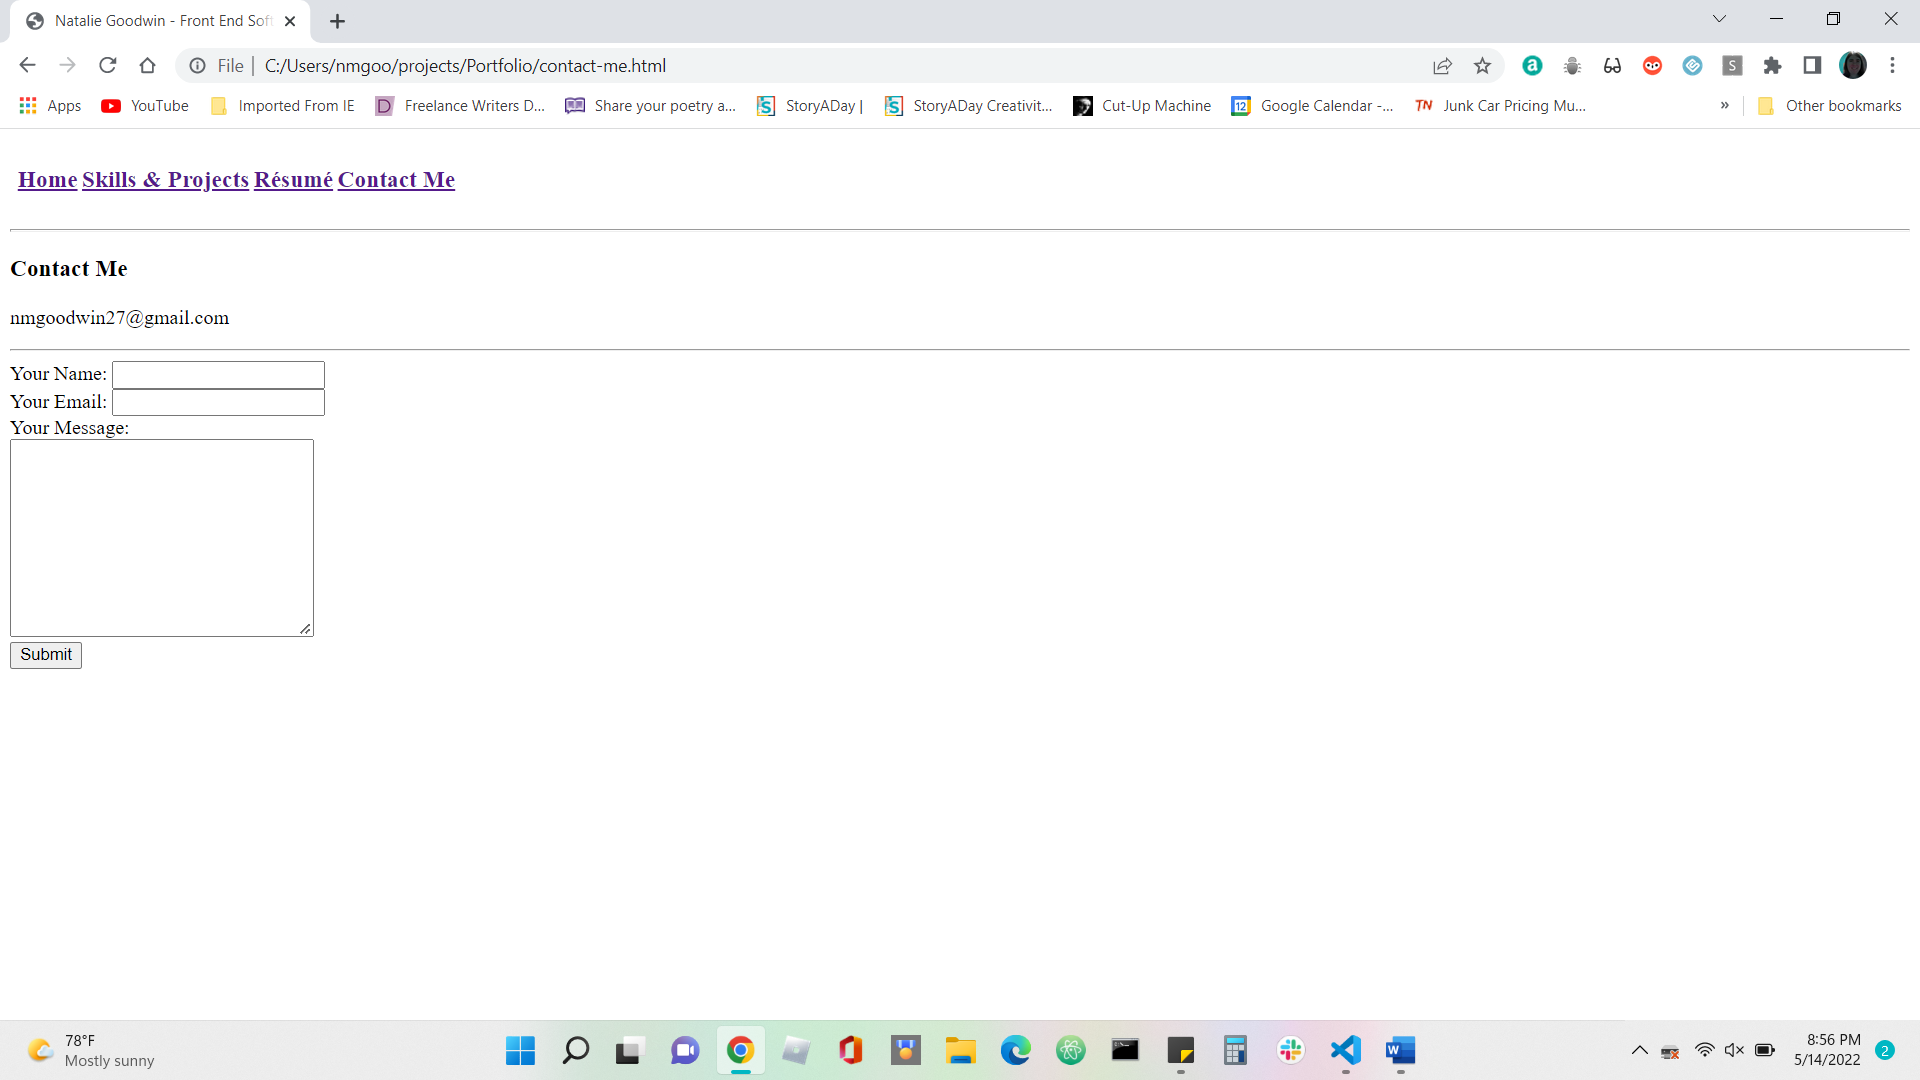 Natalie Goodwin - Front End Soft
File
C:/Users/nmgoo/projects/Portfolio/contact-me.html
Apps
YouTube
Imported From IE
Freelance Writers D...
Share your poetry a...
StoryADay |
StoryADay Creativit...
Cut-Up Machine
12
Google Calendar -...
TN
Junk Car Pricing Mu...
»
Other bookmarks
Home Skills & Projects Résumé Contact Me
Contact Me
nmgoodwin27@gmail.com
Your Name:
Your Email:
Your Message:
Submit
78°F
Mostly sunny
8:56 PM
5/14/2022
2